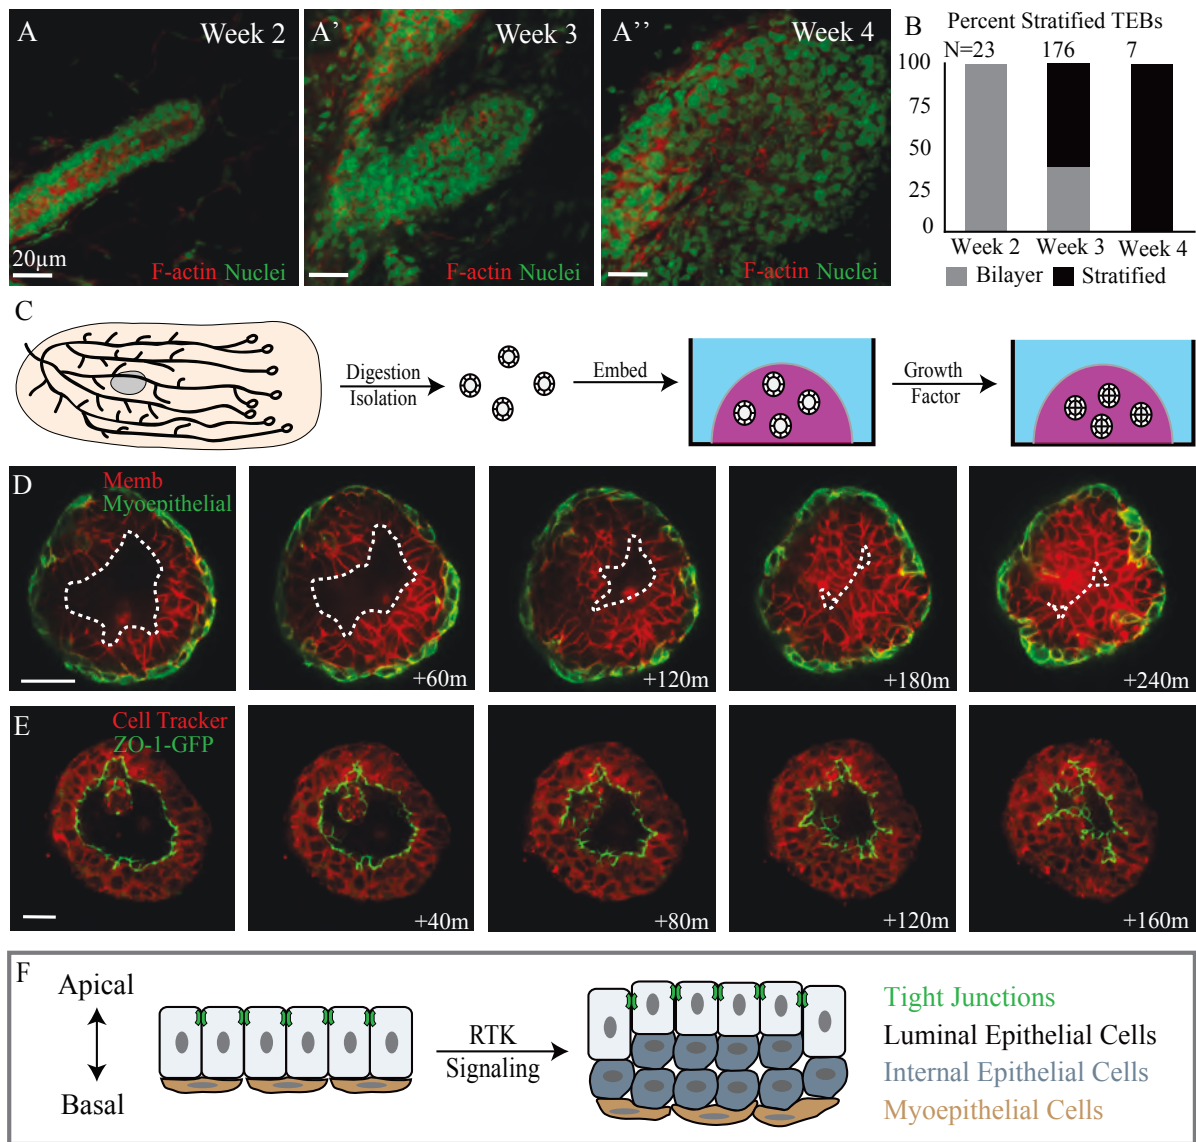 A Week 2
20µm
F-actin Nuclei
A' Week 3
F-actin Nuclei
A'' Week 4
F-actin Nuclei
B Percent Stratified TEBs
N=23 176 7
100
75
50
25
0
Week 2 Week 3 Week 4
Bilayer Stratified
C
Digestion
Isolation
Embed
Growth
Factor
D Memb
Myoepithelial
+60m
+120m
+180m
+240m
E Cell Tracker
ZO-1-GFP
+40m
+80m
+120m
+160m
F
Apical
Basal
RTK
Signaling
Tight Junctions
Luminal Epithelial Cells
Internal Epithelial Cells
Myoepithelial Cells